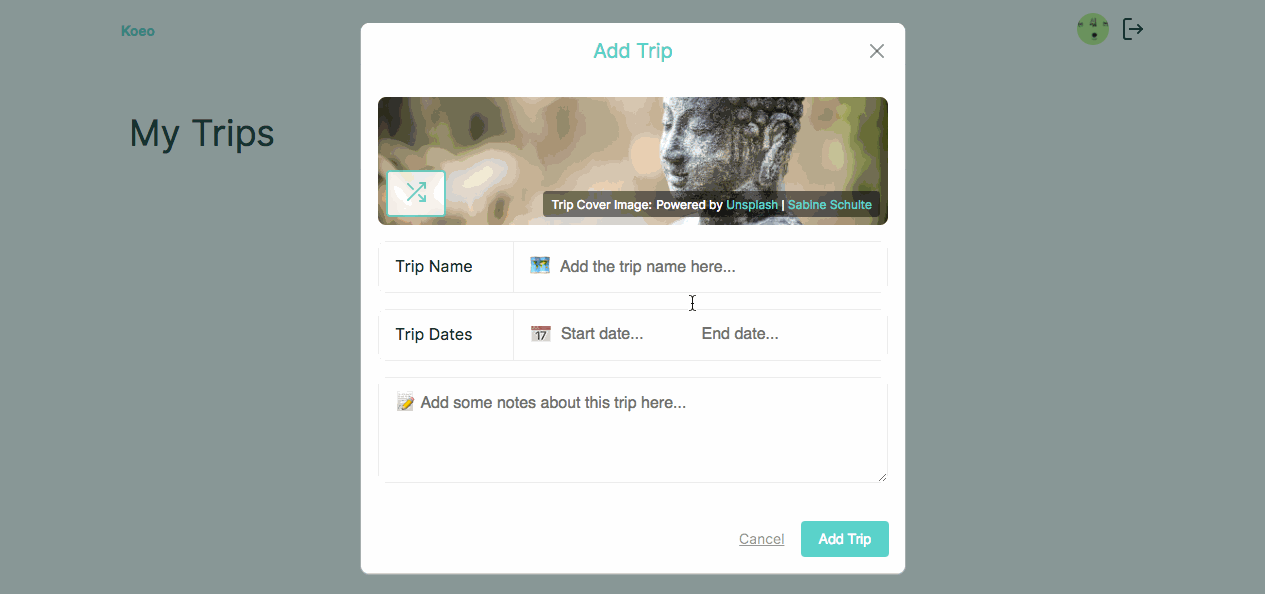 Koeo
Add Trip
My Trips
Trip Cover Image: Powered by Unsplash | Sabine Schulte
Trip Name
Add the trip name here...
Trip Dates
17
Start date...
End date...
Add some notes about this trip here...
Cancel
Add Trip